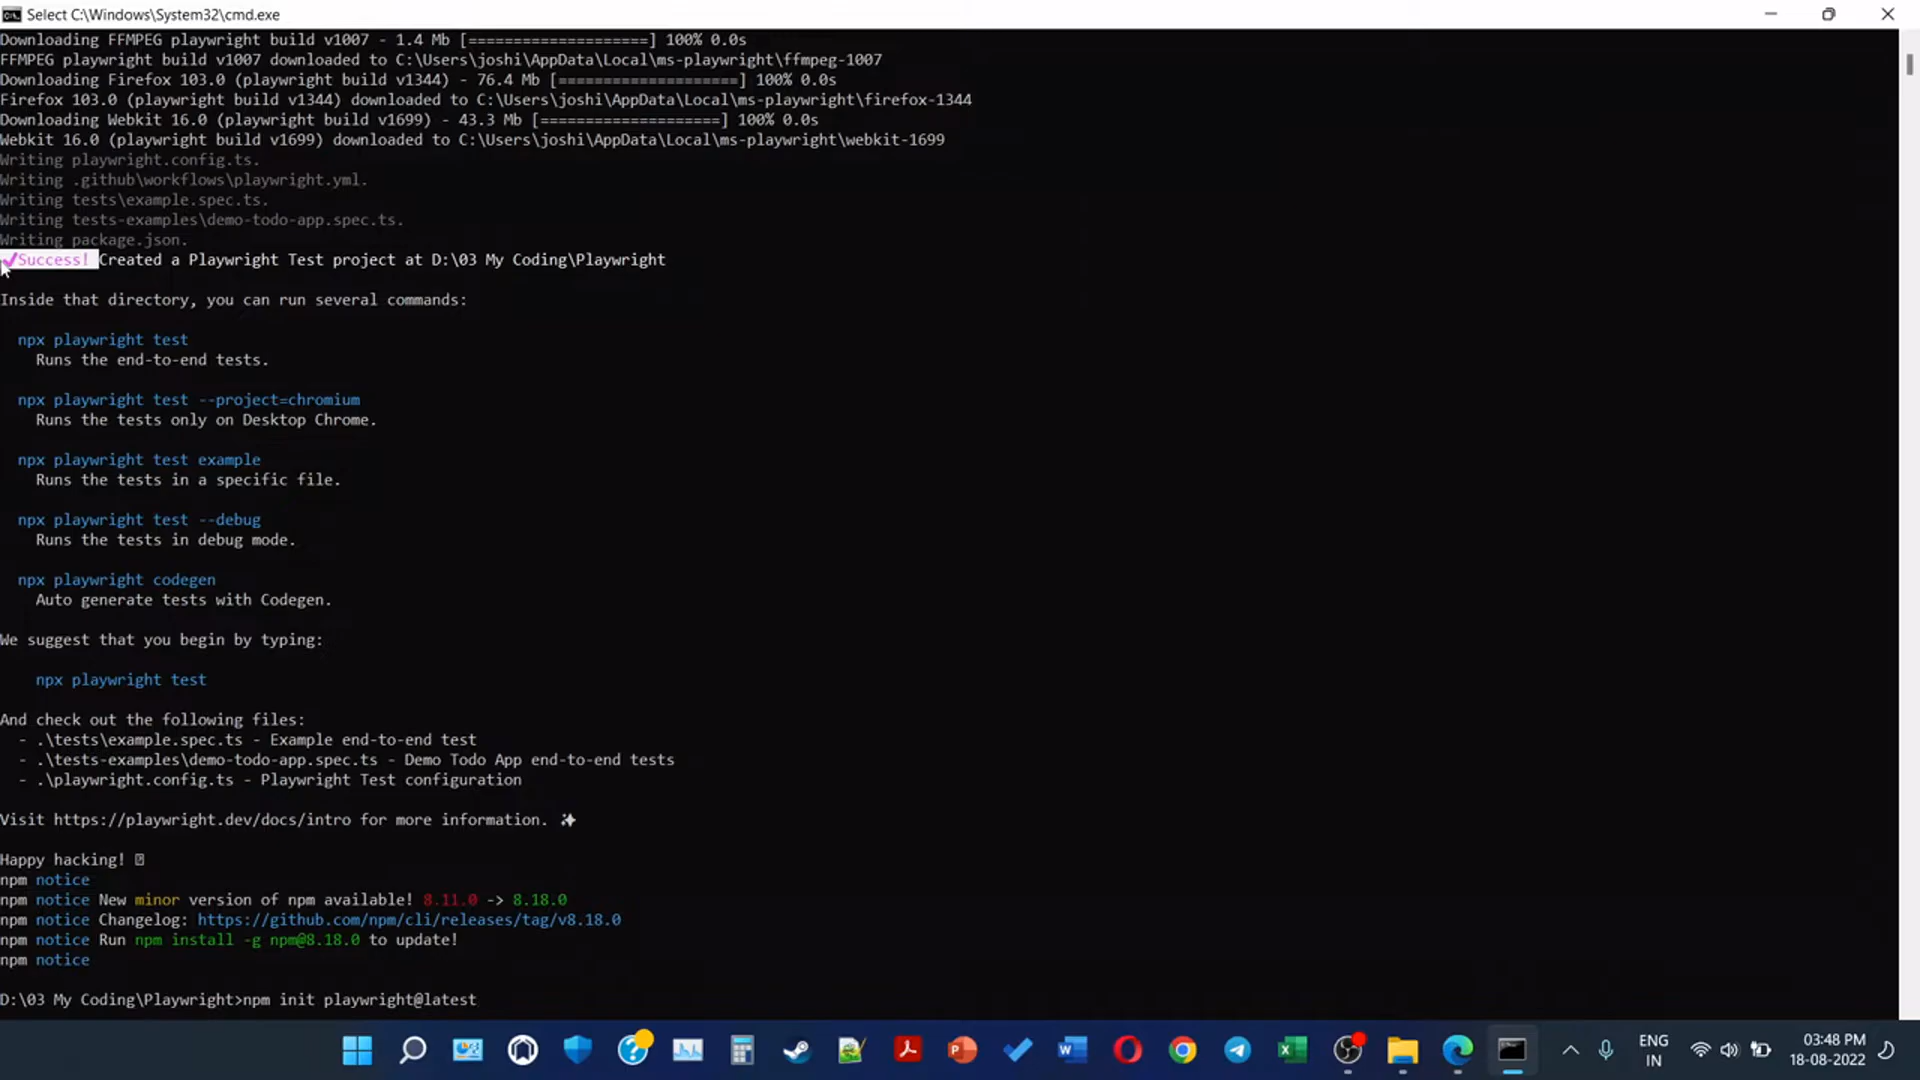 Select C:\Windows\System32\cmd.exe
Downloading FFMPEG playwright build v1007 - 1.4 Mb [====================] 100% 0.0s
FFMPEG playwright build v1007 downloaded to C:\Users\joshi\AppData\Local\ms-playwright\ffmpeg-1007
Downloading Firefox 103.0 (playwright build v1344) - 76.4 Mb [====================] 100% 0.0s
Firefox 103.0 (playwright build v1344) downloaded to C:\Users\joshi\AppData\Local\ms-playwright\firefox-1344
Downloading Webkit 16.0 (playwright build v1699) - 43.3 Mb [====================] 100% 0.0s
Webkit 16.0 (playwright build v1699) downloaded to C:\Users\joshi\AppData\Local\ms-playwright\webkit-1699
Writing playwright.config.ts.
Writing .github\workflows\playwright.yml.
Writing tests\example.spec.ts.
Writing tests-examples\demo-todo-app.spec.ts.
Writing package.json.
✔Success! Created a Playwright Test project at D:\03 My Coding\Playwright
Inside that directory, you can run several commands:
npx playwright test
Runs the end-to-end tests.
npx playwright test --project=chromium
Runs the tests only on Desktop Chrome.
npx playwright test example
Runs the tests in a specific file.
npx playwright test --debug
Runs the tests in debug mode.
npx playwright codegen
Auto generate tests with Codegen.
We suggest that you begin by typing:
npx playwright test
And check out the following files:
- .\tests\example.spec.ts - Example end-to-end test
- .\tests-examples\demo-todo-app.spec.ts - Demo Todo App end-to-end tests
- .\playwright.config.ts - Playwright Test configuration
Visit https://playwright.dev/docs/intro for more information. ✨
Happy hacking!
npm notice
npm notice New minor version of npm available! 8.11.0 -> 8.18.0
npm notice Changelog: https://github.com/npm/cli/releases/tag/v8.18.0
npm notice Run npm install -g npm@8.18.0 to update!
npm notice
D:\03 My Coding\Playwright>npm init playwright@latest
ENG
IN
03:48 PM
18-08-2022